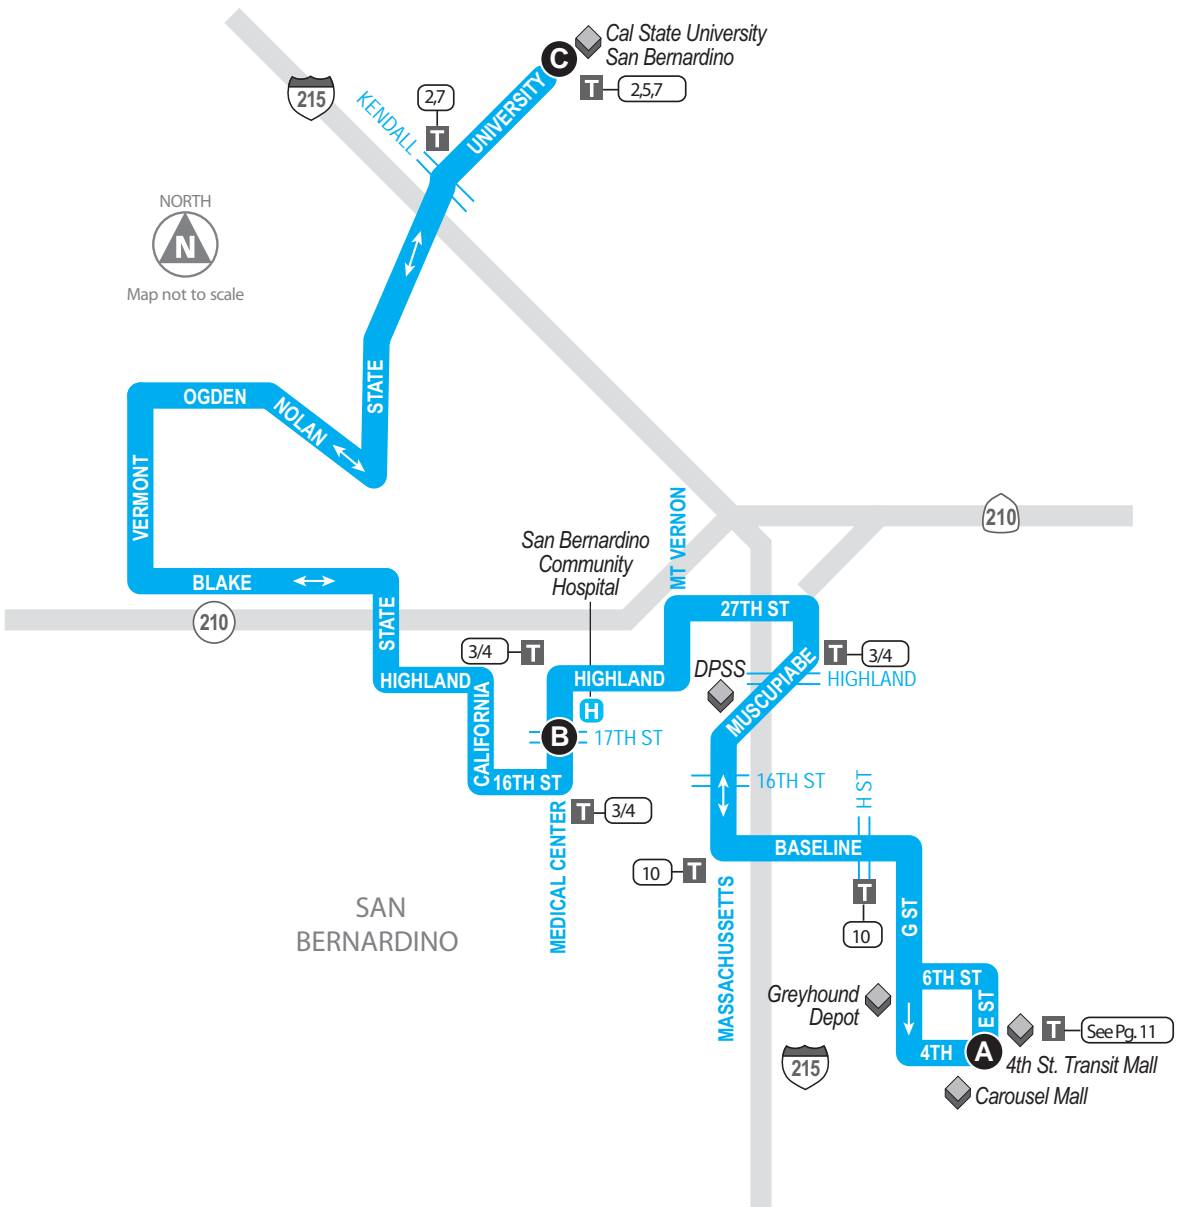 Cal State University
San Bernardino
C
T
2,5,7
215
2,7
T
KENDALL
UNIVERSITY
NORTH
N
Map not to scale
STATE
OGDEN
NOLAN
VERMONT
MT VERNON
210
San Bernardino
Community
Hospital
BLAKE
210
STATE
27TH ST
3/4
T
T
3/4
DPSS
HIGHLAND
HIGHLAND
HIGHLAND
MUSCUPIABE
H
CALIFORNIA
B
17TH ST
16TH ST
16TH ST
H ST
MEDICAL CENTER
T
3/4
BASELINE
10
T
MASSACHUSSETTS
T
10
G ST
SAN
BERNARDINO
6TH ST
E ST
Greyhound
Depot
T
See Pg. 11
4TH
A
4th St. Transit Mall
215
Carousel Mall